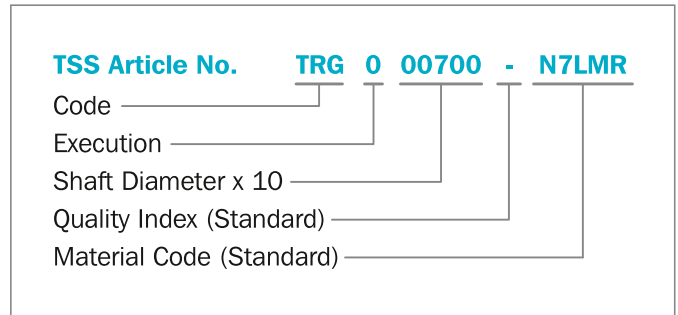 TSS Article No. TRG 0 00700 - N7LMR
Code
Execution
Shaft Diameter x 10
Quality Index (Standard)
Material Code (Standard)